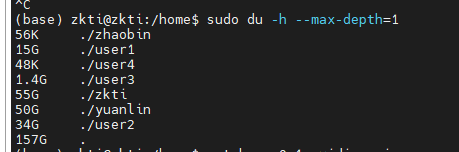 ^C
(base) zkti@zkti:/home$ sudo du -h --max-depth=1
56K ./zhaobin
15G ./user1
48K ./user4
1.4G ./user3
55G ./zkti
50G ./yuanlin
34G ./user2
157G .